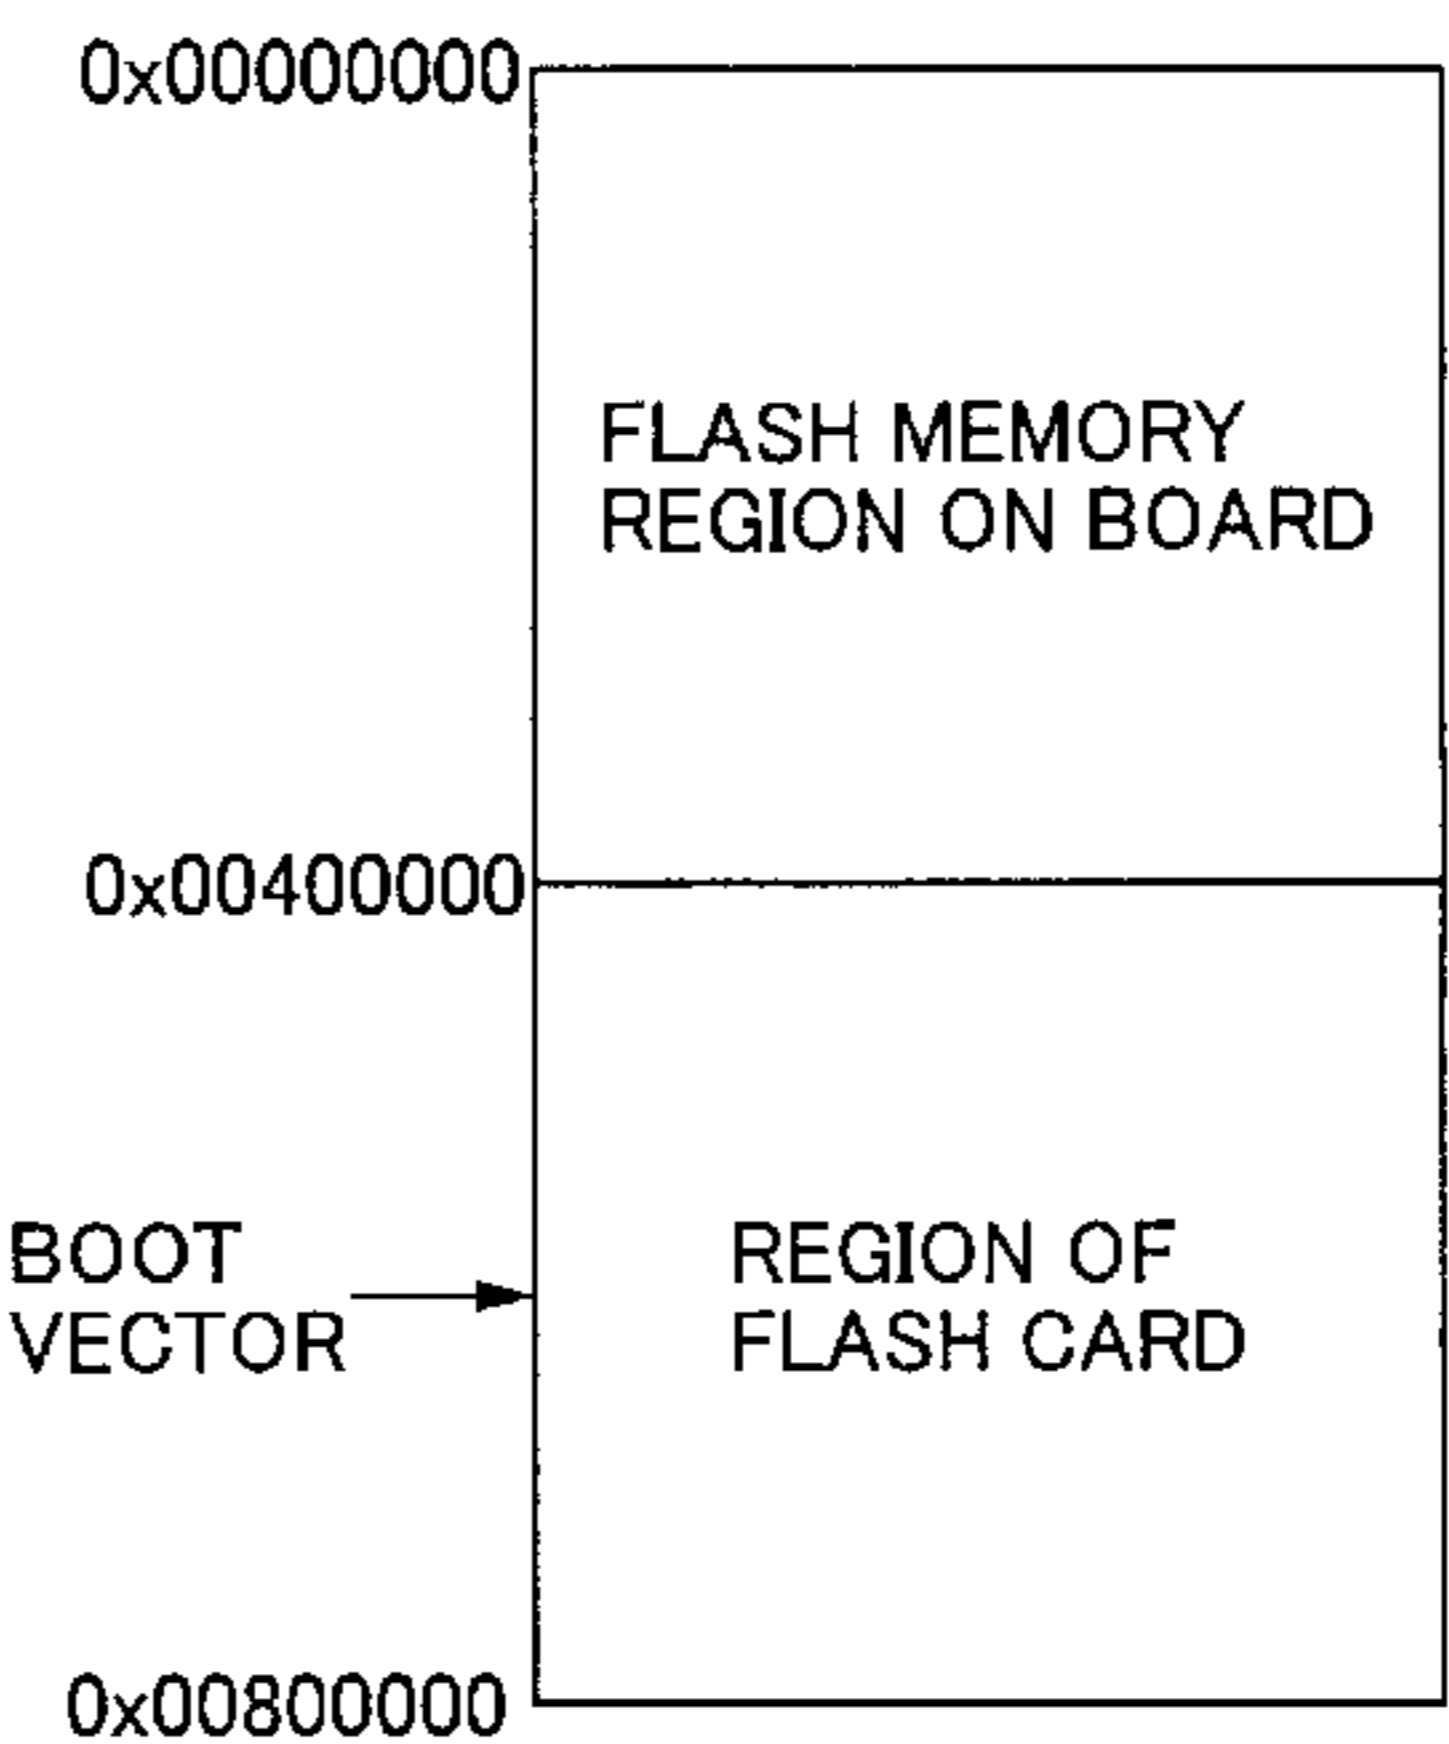 0x00000000
FLASH MEMORY
REGION ON BOARD
0x00400000
BOOT
VECTOR
REGION OF
FLASH CARD
0x00800000